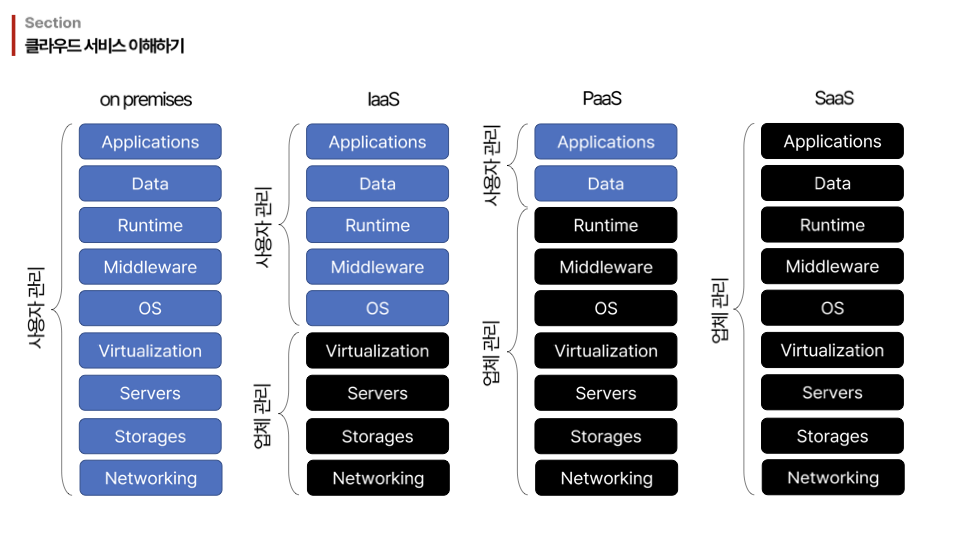 Section
클라우드 서비스 이해하기
on premises
사용자 관리
Applications
Data
Runtime
Middleware
OS
Virtualization
Servers
Storages
Networking
IaaS
사용자 관리
Applications
Data
Runtime
Middleware
OS
업체 관리
Virtualization
Servers
Storages
Networking
PaaS
사용자 관리
Applications
Data
업체 관리
Runtime
Middleware
OS
Virtualization
Servers
Storages
Networking
SaaS
업체 관리
Applications
Data
Runtime
Middleware
OS
Virtualization
Servers
Storages
Networking